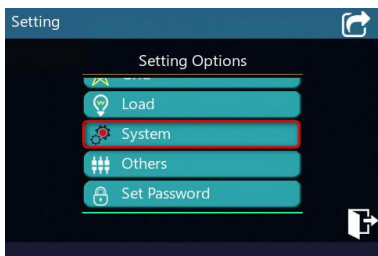 Setting
Setting Options
Load
System
Others
Set Password